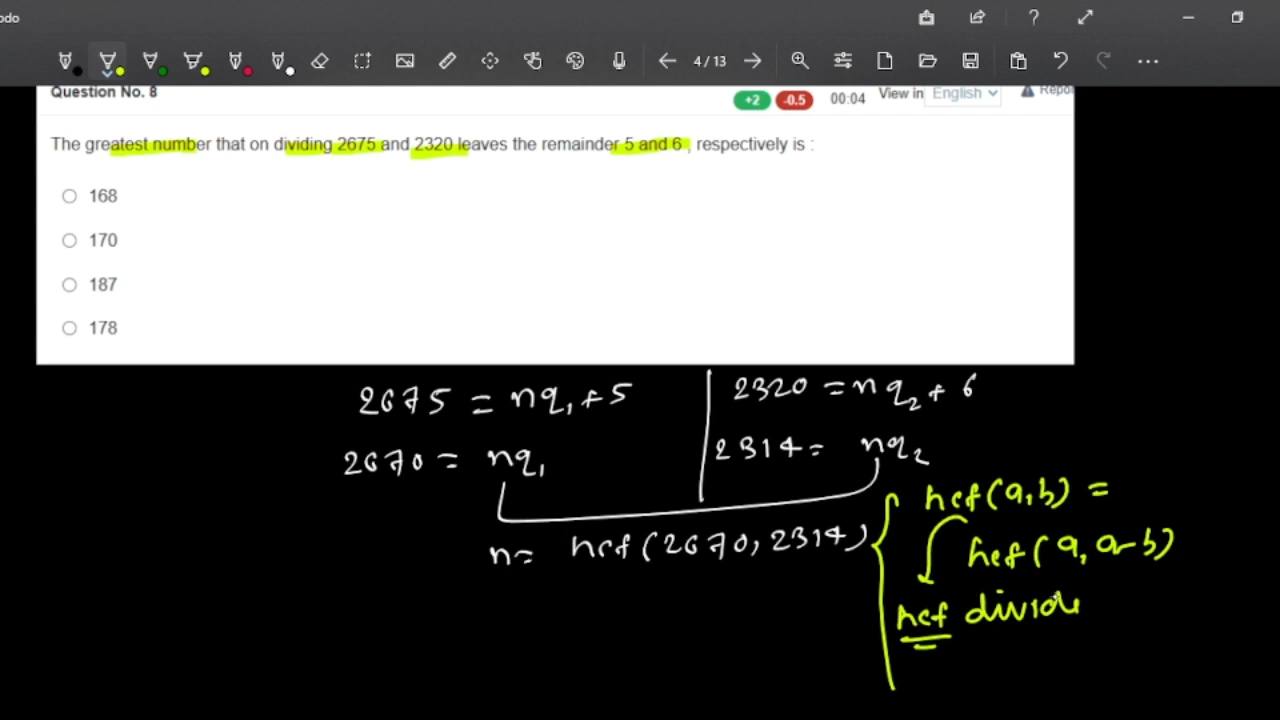 odo
?
4 / 13
Question No. 8
+2 -0.5 00:04 View in English
The greatest number that on dividing 2675 and 2320 leaves the remainder 5 and 6 , respectively is :
168
170
187
178
2675 = nq₁ + 5
2320 = nq₂ + 6
2670 = nq₁
2314 = nq₂
n = hcf (2670, 2314)
hcf (a, b) =
hcf ( a, a-b)
hcf divide